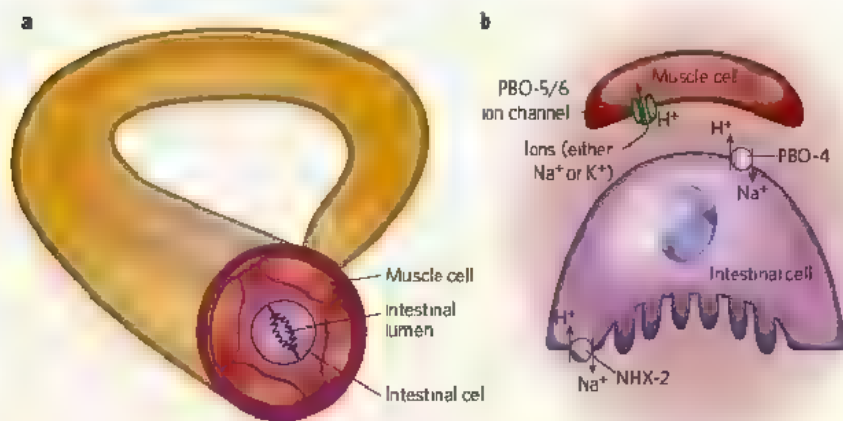 a
Muscle cell
Intestinal
lumen
Intestinal cell
b
Muscle cell
PBO-5/6
ion channel
H+
Ions (either
Na+ or K+)
H+
PBO-4
Na+
Intestinal cell
H+
Na+
NHX-2